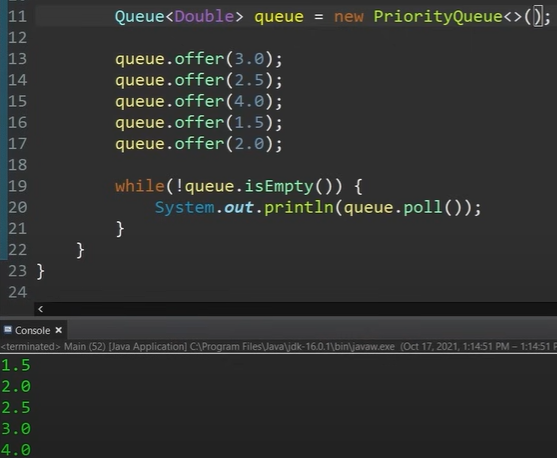 11 Queue<Double> queue = new PriorityQueue<>();
12
13 queue.offer(3.0);
14 queue.offer(2.5);
15 queue.offer(4.0);
16 queue.offer(1.5);
17 queue.offer(2.0);
18
19 while(!queue.isEmpty()) {
20 System.out.println(queue.poll());
21 }
22 }
23 }
24
Console
<terminated> Main (52) [Java Application] C:\Program Files\Java\jdk-16.0.1\bin\javaw.exe (Oct 17, 2021, 1:14:51 PM – 1:14:51
1.5
2.0
2.5
3.0
4.0